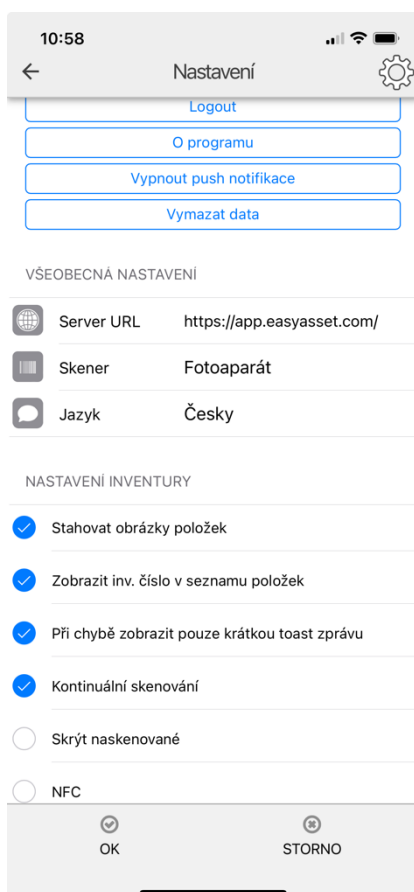 10:58
Nastavení
Logout
O programu
Vypnout push notifikace
Vymazat data
VŠEOBECNÁ NASTAVENÍ
Server URL https://app.easyasset.com/
Skener Fotoaparát
Jazyk Česky
NASTAVENÍ INVENTURY
Stahovat obrázky položek
Zobrazit inv. číslo v seznamu položek
Při chybě zobrazit pouze krátkou toast zprávu
Kontinuální skenování
Skrýt naskenované
NFC
OK STORNO